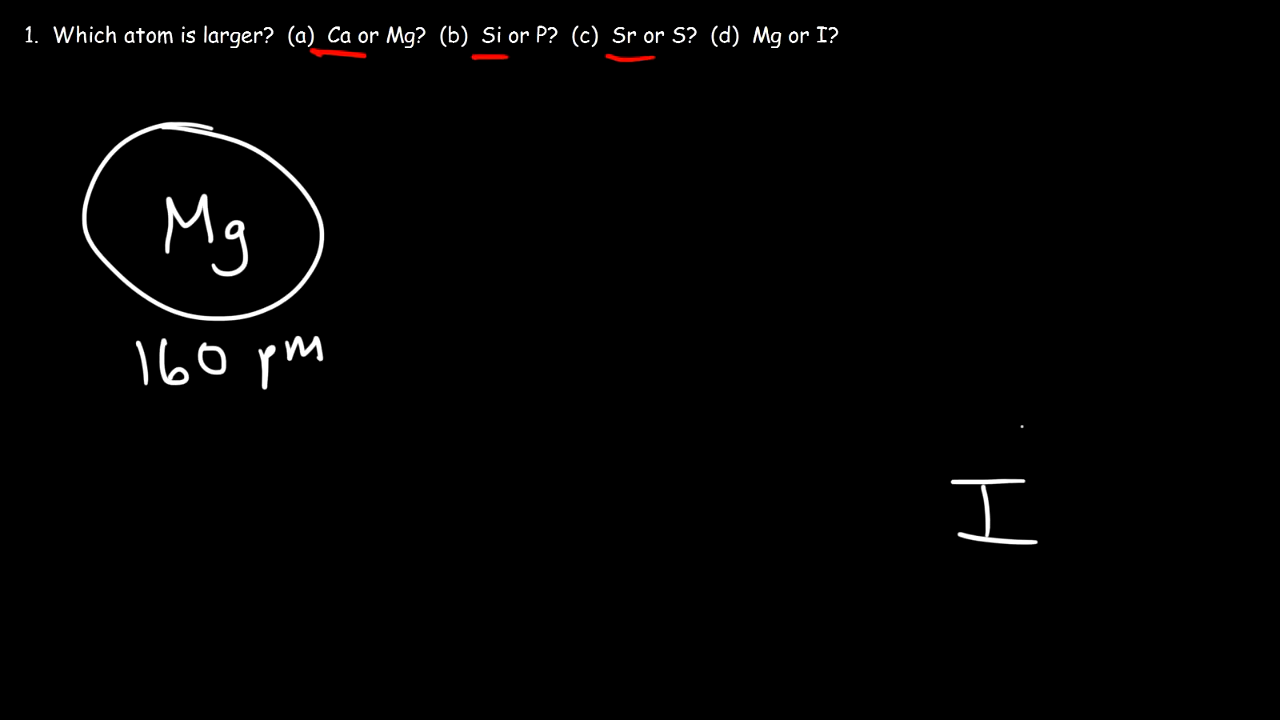 1. Which atom is larger? (a) Ca or Mg? (b) Si or P? (c) Sr or S? (d) Mg or I?
Mg
160 pm
I